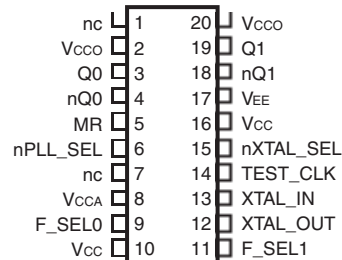 nc 1 20 VCCO
VCCO 2 19 Q1
Q0 3 18 nQ1
nQ0 4 17 VEE
MR 5 16 VCC
nPLL_SEL 6 15 nXTAL_SEL
nc 7 14 TEST_CLK
VCCA 8 13 XTAL_IN
F_SEL0 9 12 XTAL_OUT
VCC 10 11 F_SEL1